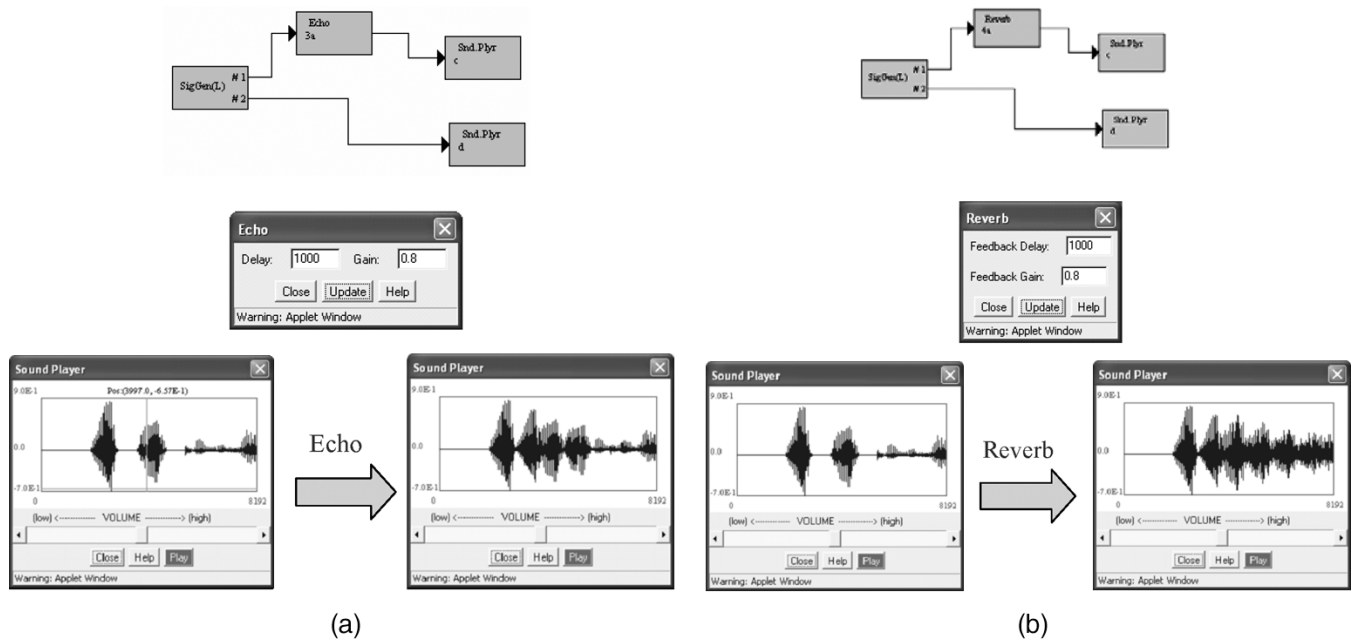 Echo
3a
Snd.Plyr
c
SigGen(L)
#1
#2
Snd.Plyr
d
Echo
Delay: 1000 Gain: 0.8
Close Update Help
Warning: Applet Window
Sound Player
9.0E-1
Pos:(3997.0, -6.57E-1)
0.0
-7.0E-1
0 8192
(low) <------------- VOLUME -------------> (high)
Close Help Play
Warning: Applet Window
Echo
Sound Player
9.0E-1
0.0
-7.0E-1
0 8192
(low) <------------- VOLUME -------------> (high)
Close Help Play
Warning: Applet Window
(a)
Reverb
4a
Snd.Plyr
c
SigGen(L)
#1
#2
Snd.Plyr
d
Reverb
Feedback Delay: 1000
Feedback Gain: 0.8
Close Update Help
Warning: Applet Window
Sound Player
9.0E-1
0.0
-7.0E-1
0 8192
(low) <------------- VOLUME -------------> (high)
Close Help Play
Warning: Applet Window
Reverb
Sound Player
9.0E-1
0.0
-7.0E-1
0 8192
(low) <------------- VOLUME -------------> (high)
Close Help Play
Warning: Applet Window
(b)